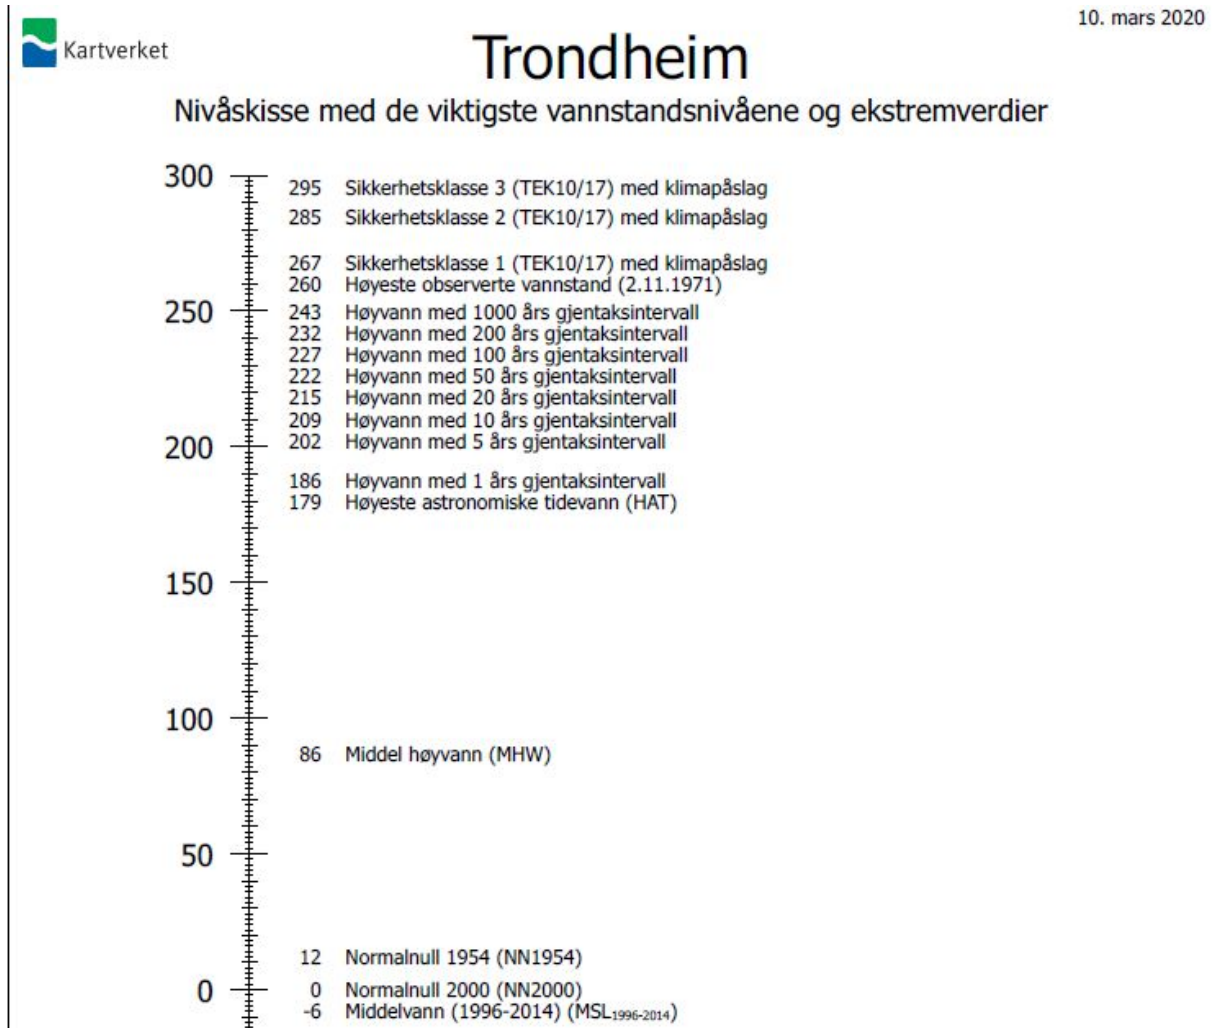 10. mars 2020
Kartverket
Trondheim
Nivåskisse med de viktigste vannstandsnivåene og ekstremverdier
300
295 Sikkerhetsklasse 3 (TEK10/17) med klimapåslag
285 Sikkerhetsklasse 2 (TEK10/17) med klimapåslag
267 Sikkerhetsklasse 1 (TEK10/17) med klimapåslag
260 Høyeste observerte vannstand (2.11.1971)
250
243 Høyvann med 1000 års gjentaksintervall
232 Høyvann med 200 års gjentaksintervall
227 Høyvann med 100 års gjentaksintervall
222 Høyvann med 50 års gjentaksintervall
215 Høyvann med 20 års gjentaksintervall
209 Høyvann med 10 års gjentaksintervall
202 Høyvann med 5 års gjentaksintervall
200
186 Høyvann med 1 års gjentaksintervall
179 Høyeste astronomiske tidevann (HAT)
150
100
86 Middel høyvann (MHW)
50
12 Normalnull 1954 (NN1954)
0
0 Normalnull 2000 (NN2000)
-6 Middelvann (1996-2014) (MSL1996-2014)